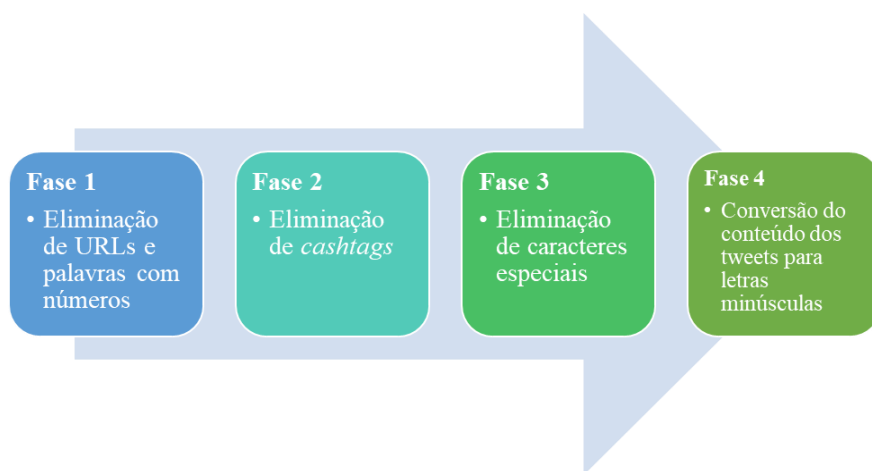 Fase 1
• Eliminação
de URLs e
palavras com
números
Fase 2
• Eliminação
de cashtags
Fase 3
• Eliminação
de caracteres
especiais
Fase 4
• Conversão do
conteúdo dos
tweets para
letras
minúsculas